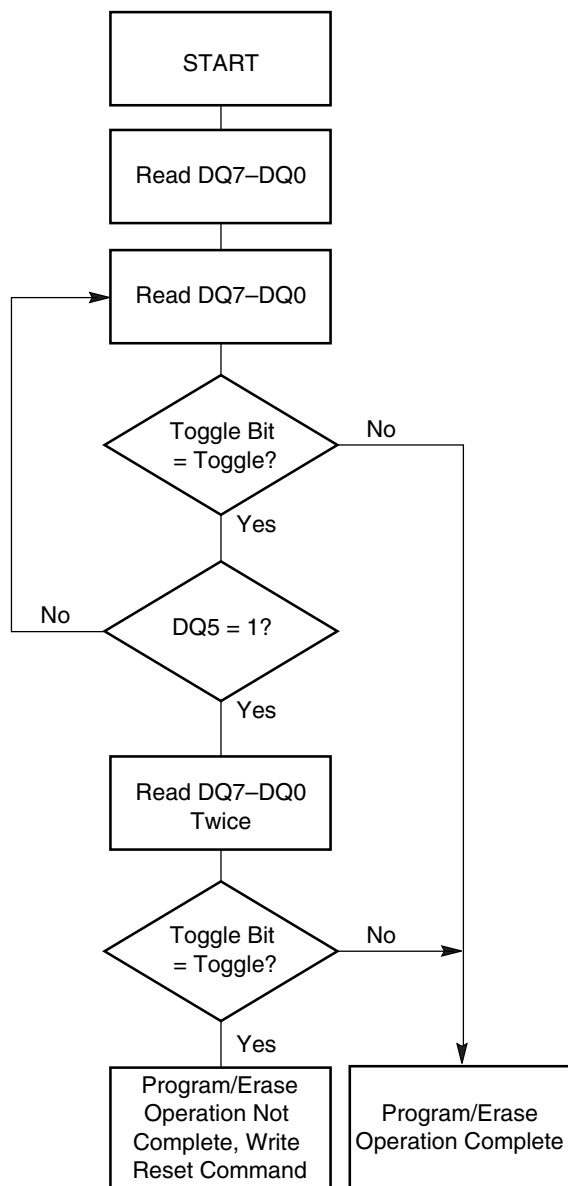 START
Read DQ7–DQ0
Read DQ7–DQ0
Toggle Bit
= Toggle?
No
Yes
No
DQ5 = 1?
Yes
Read DQ7–DQ0
Twice
Toggle Bit
= Toggle?
No
Yes
Program/Erase
Operation Not
Complete, Write
Reset Command
Program/Erase
Operation Complete